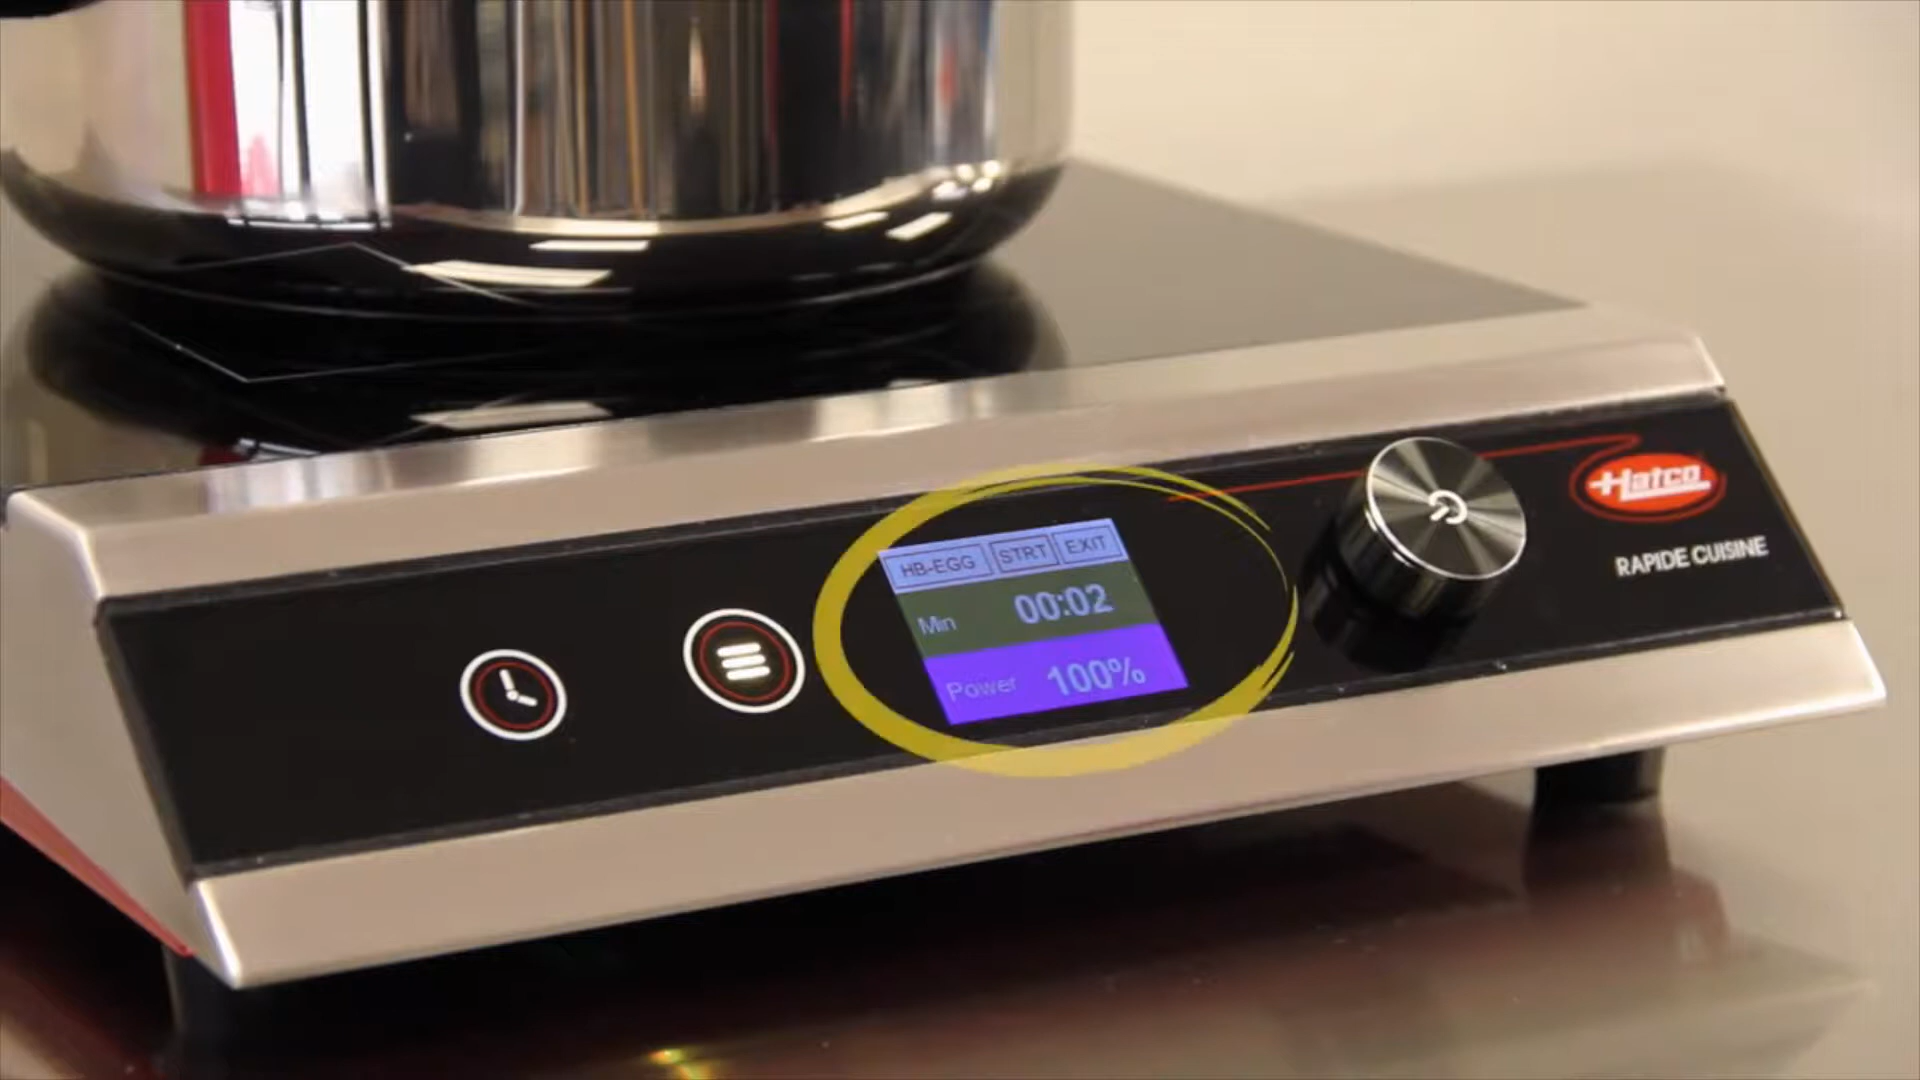 HB-EGG STRT EXIT
Min 00:02
Power 100%
Hatco
RAPIDE CUISINE